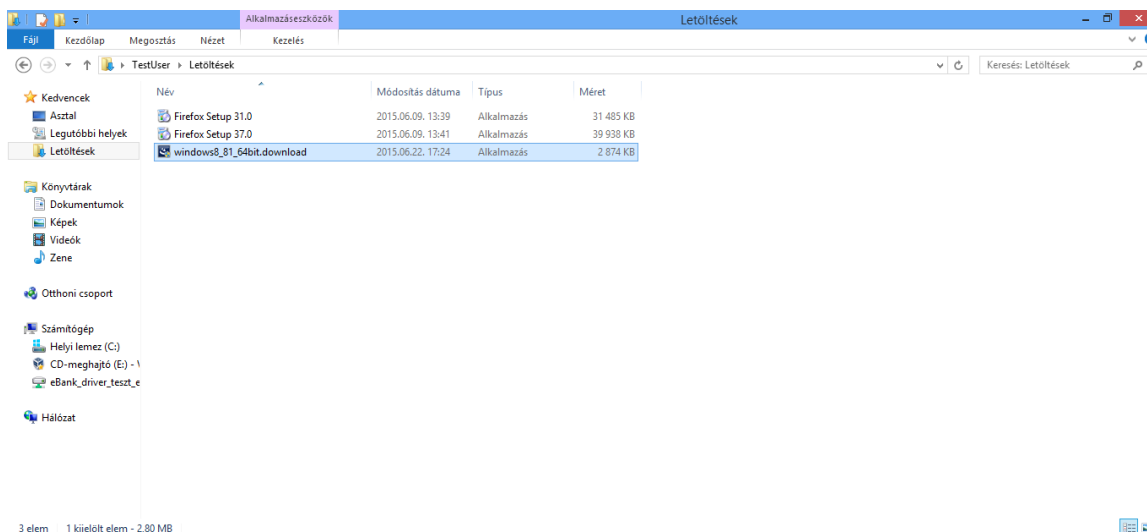 Alkalmazáseszközök
Letöltések
Fájl Kezdőlap Megosztás Nézet Kezelés
TestUser Letöltések Keresés: Letöltések
Név Módosítás dátuma Típus Méret
Firefox Setup 31.0 2015.06.09. 13:39 Alkalmazás 31 485 KB
Firefox Setup 37.0 2015.06.09. 13:41 Alkalmazás 39 938 KB
windows8_81_64bit.download 2015.06.22. 17:24 Alkalmazás 2 874 KB
Kedvencek
Asztal
Legutóbbi helyek
Letöltések
Könyvtárak
Dokumentumok
Képek
Videók
Zene
Otthoni csoport
Számítógép
Helyi lemez (C:)
CD-meghajtó (E:) -
eBank_driver_teszt_e
Hálózat
3 elem 1 kijelölt elem - 2,80 MB